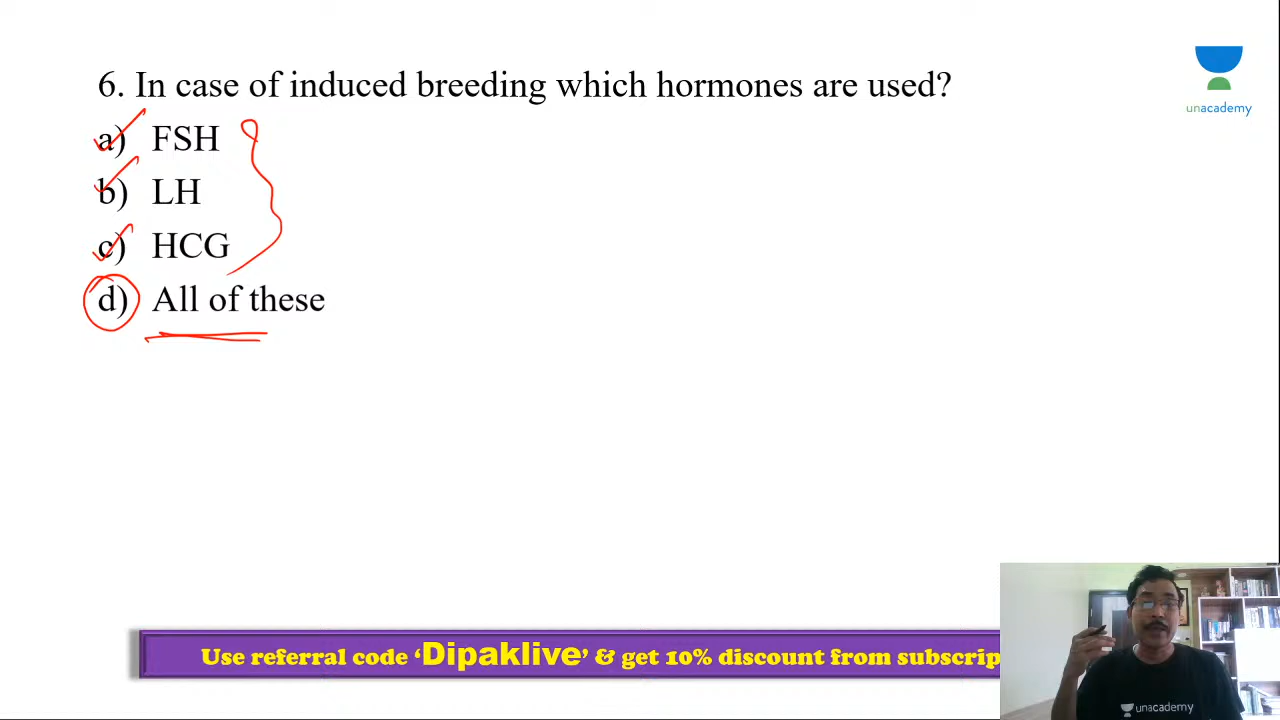 6. In case of induced breeding which hormones are used?
a) FSH
b) LH
c) HCG
d) All of these
unacademy
Use referral code ‘Dipaklive’ & get 10% discount from subscrip
unacademy